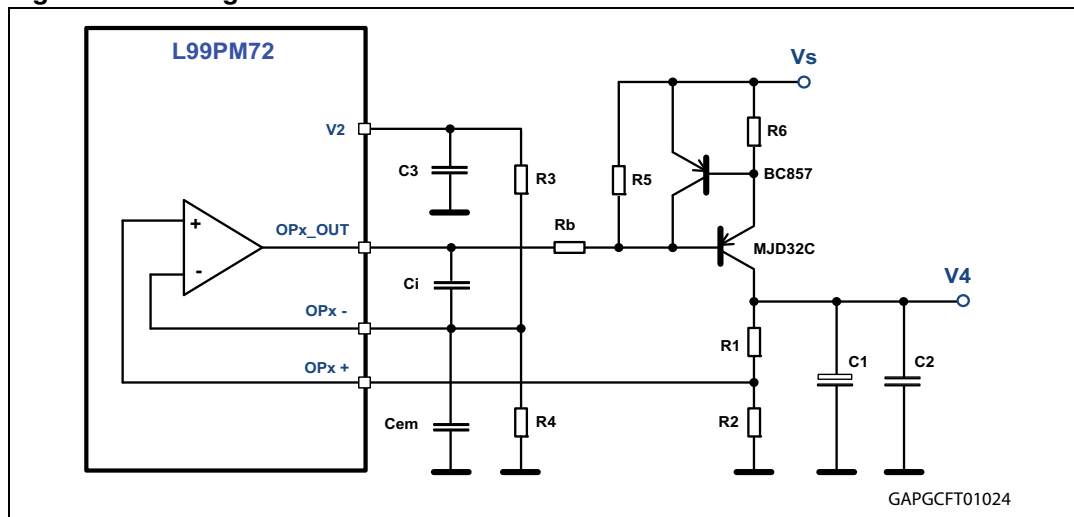 L99PM72
Vs
V2
R6
C3
R3
R5
BC857
OPx_OUT
Rb
MJD32C
+
-
V4
Ci
OPx -
R1
C1
C2
OPx +
Cem
R4
R2
GAPGCFT01024